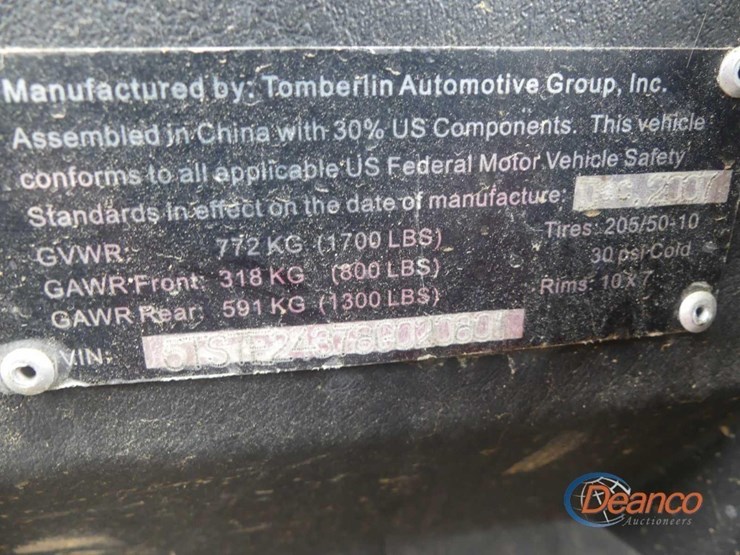 Manufactured by: Tomberlin Automotive Group, Inc.
Assembled in China with 30% US Components. This vehicle
conforms to all applicable US Federal Motor Vehicle Safety
Standards in effect on the date of manufacture: Dec, 2007
GVWR: 772 KG (1700 LBS) Tires: 205/50-10
GAWR Front: 318 KG (800 LBS) 30 psi Cold
GAWR Rear: 591 KG (1300 LBS) Rims: 10 X 7
VIN:
Deanco
Auctioneers